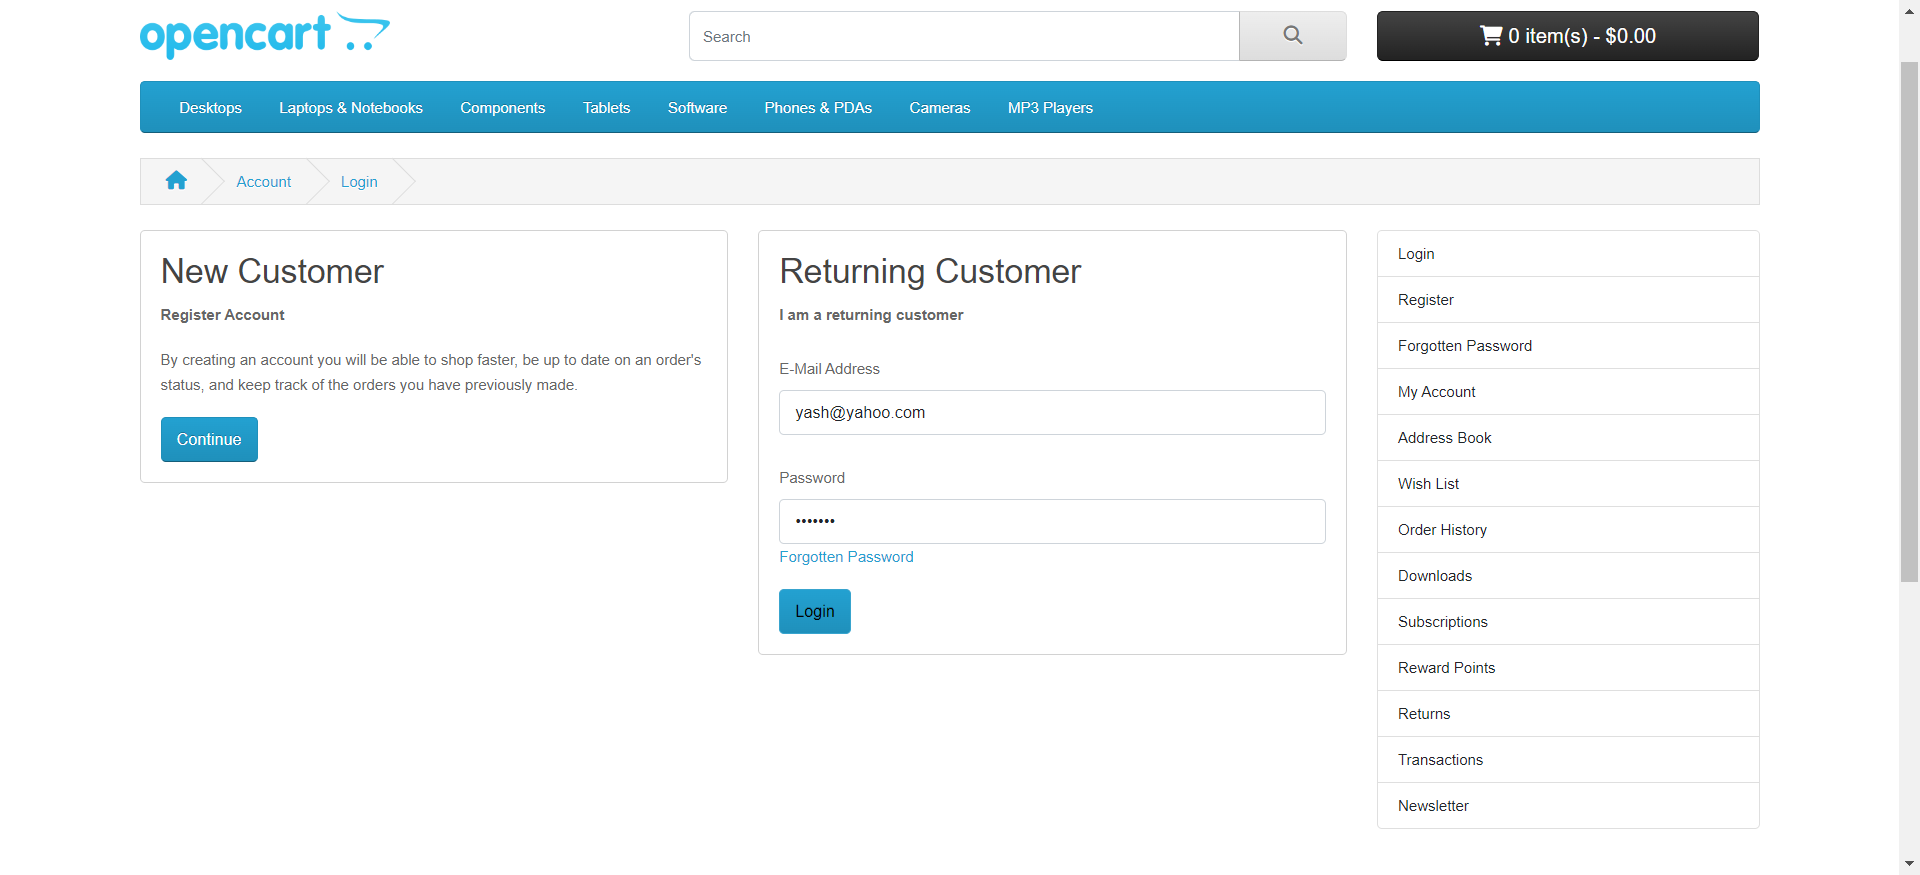 opencart
Search
0 item(s) - $0.00
Desktops Laptops & Notebooks Components Tablets Software Phones & PDAs Cameras MP3 Players
Account Login
New Customer
Register Account
By creating an account you will be able to shop faster, be up to date on an order's
status, and keep track of the orders you have previously made.
Continue
Returning Customer
I am a returning customer
E-Mail Address
yash@yahoo.com
Password
•••••••
Forgotten Password
Login
Login
Register
Forgotten Password
My Account
Address Book
Wish List
Order History
Downloads
Subscriptions
Reward Points
Returns
Transactions
Newsletter